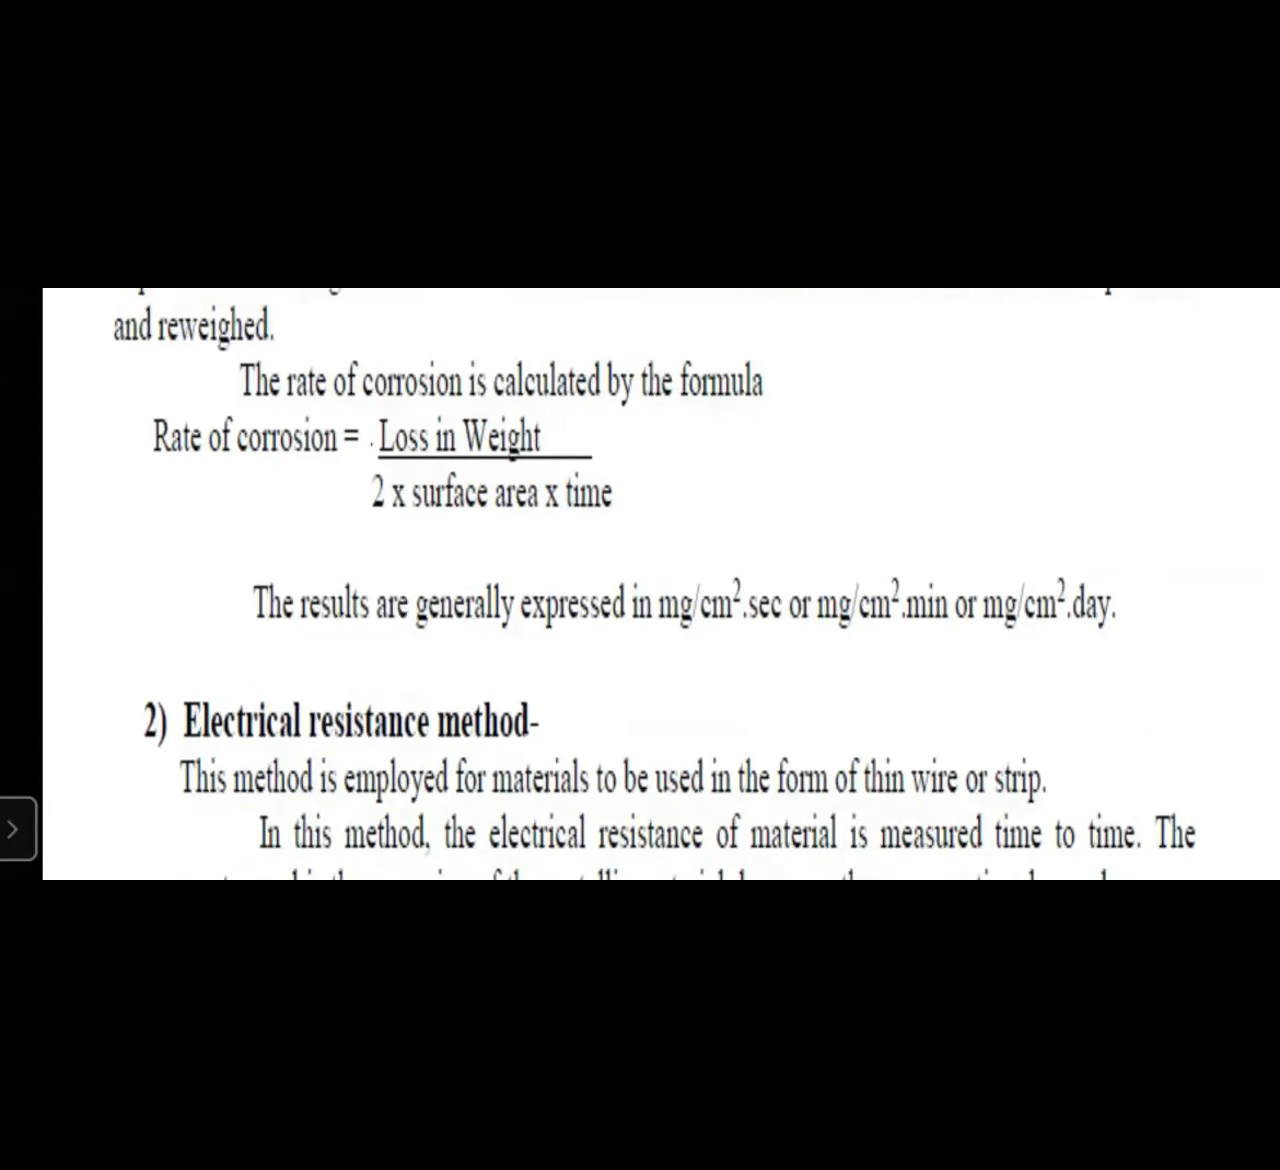 and reweighed.
The rate of corrosion is calculated by the formula
Rate of corrosion = Loss in Weight
2 x surface area x time
The results are generally expressed in mg/cm².sec or mg/cm².min or mg/cm².day.
2) Electrical resistance method-
This method is employed for materials to be used in the form of thin wire or strip.
In this method, the electrical resistance of material is measured time to time. The